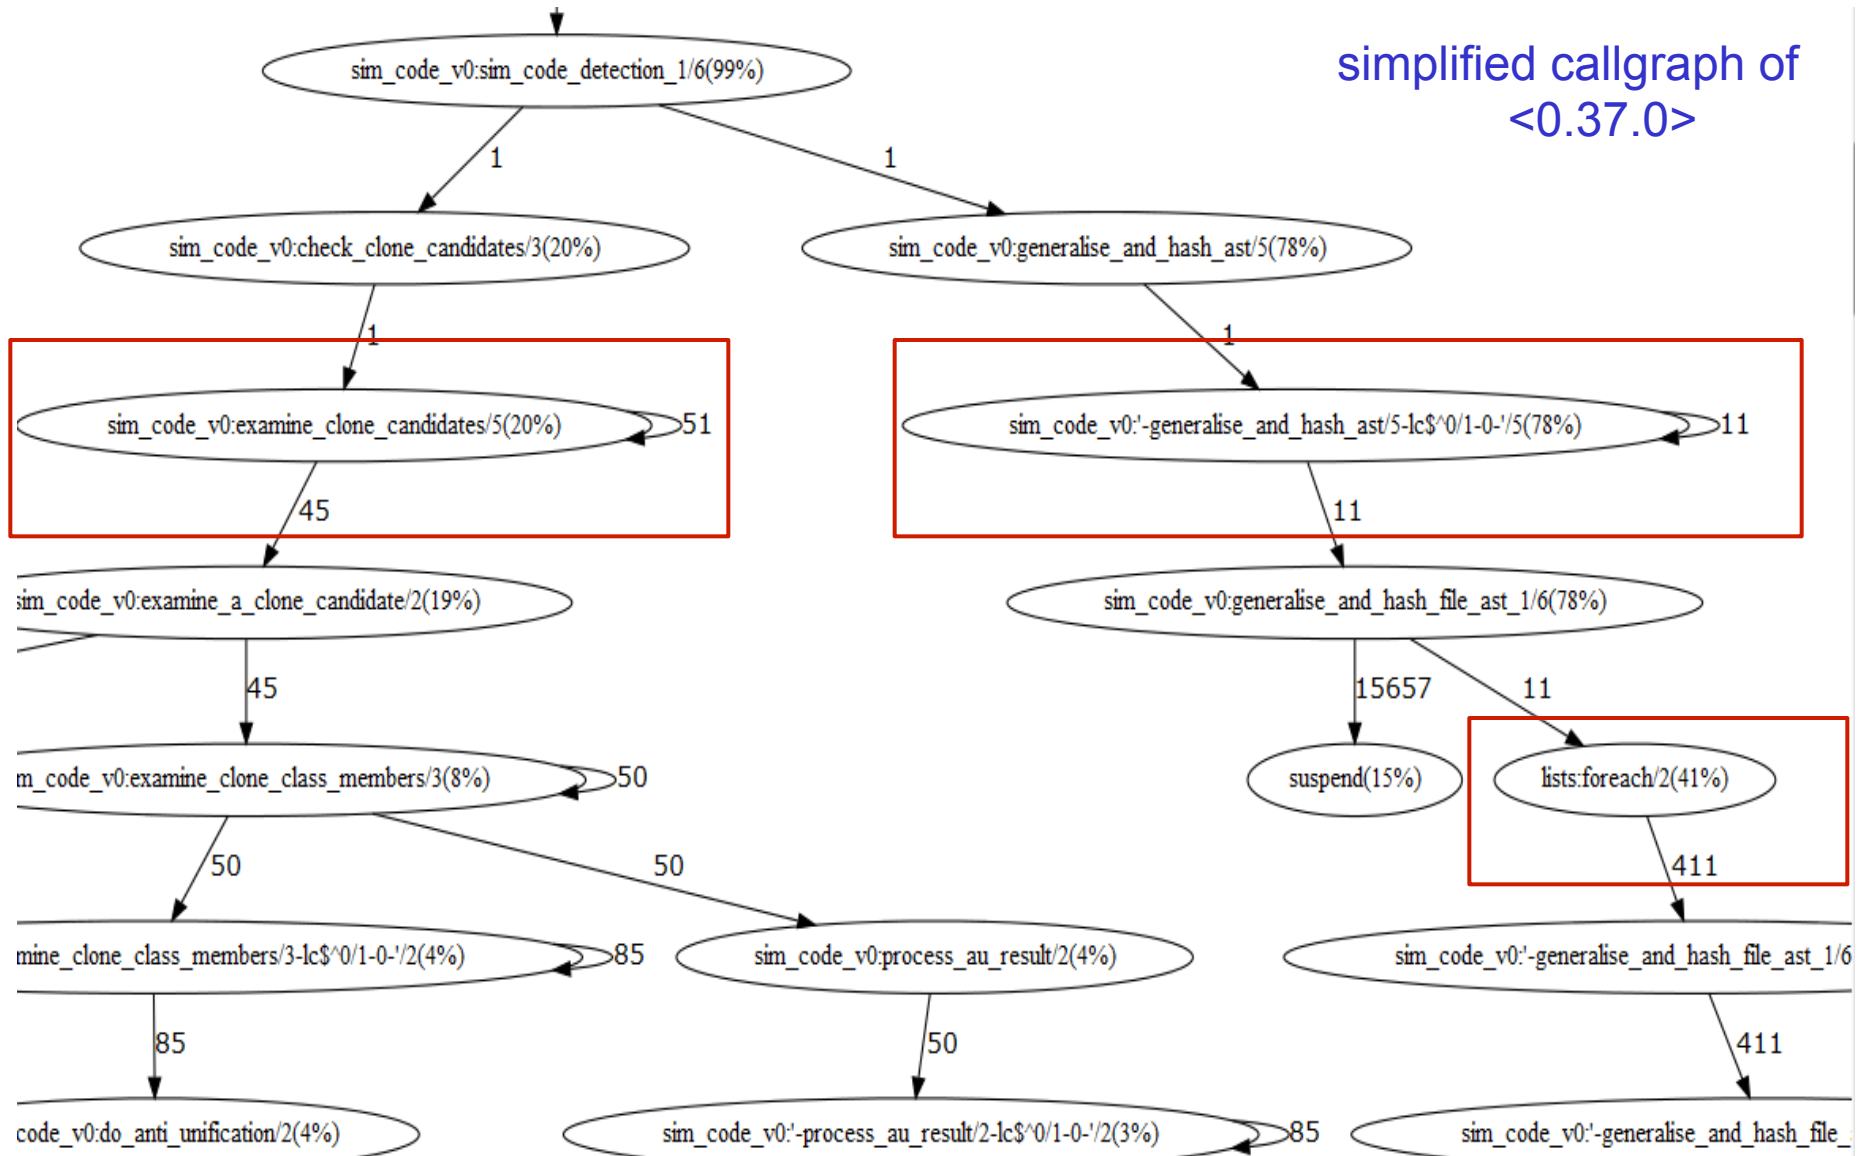 simplified callgraph of
<0.37.0>
sim_code_v0:sim_code_detection_1/6(99%)
1
1
sim_code_v0:check_clone_candidates/3(20%)
sim_code_v0:generalise_and_hash_ast/5(78%)
1
1
sim_code_v0:examine_clone_candidates/5(20%)
51
sim_code_v0:'-generalise_and_hash_ast/5-lc$^0/1-0-'/5(78%)
11
45
11
sim_code_v0:examine_a_clone_candidate/2(19%)
sim_code_v0:generalise_and_hash_file_ast_1/6(78%)
45
15657
11
m_code_v0:examine_clone_class_members/3(8%)
50
suspend(15%)
lists:foreach/2(41%)
50
50
411
mine_clone_class_members/3-lc$^0/1-0-'/2(4%)
85
sim_code_v0:process_au_result/2(4%)
sim_code_v0:'-generalise_and_hash_file_ast_1/6
85
50
411
code_v0:do_anti_unification/2(4%)
sim_code_v0:'-process_au_result/2-lc$^0/1-0-'/2(3%)
85
sim_code_v0:'-generalise_and_hash_file_